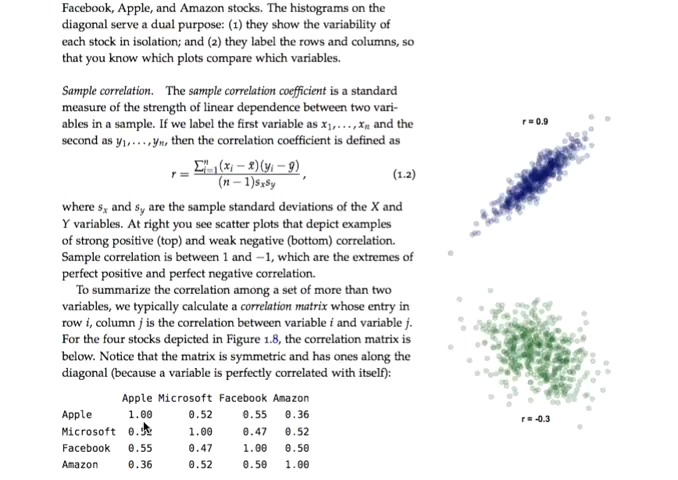 Facebook, Apple, and Amazon stocks. The histograms on the
diagonal serve a dual purpose: (1) they show the variability of
each stock in isolation; and (2) they label the rows and columns, so
that you know which plots compare which variables.
Sample correlation. The sample correlation coefficient is a standard
measure of the strength of linear dependence between two vari-
ables in a sample. If we label the first variable as x₁,...,xₙ and the
second as y₁,...,yₙ, then the correlation coefficient is defined as
r = Σⁿᵢ₌₁(xᵢ − x̄)(yᵢ − ȳ) / (n − 1)sₓsᵧ , (1.2)
where sₓ and sᵧ are the sample standard deviations of the X and
Y variables. At right you see scatter plots that depict examples
of strong positive (top) and weak negative (bottom) correlation.
Sample correlation is between 1 and −1, which are the extremes of
perfect positive and perfect negative correlation.
To summarize the correlation among a set of more than two
variables, we typically calculate a correlation matrix whose entry in
row i, column j is the correlation between variable i and variable j.
For the four stocks depicted in Figure 1.8, the correlation matrix is
below. Notice that the matrix is symmetric and has ones along the
diagonal (because a variable is perfectly correlated with itself):
Apple Microsoft Facebook Amazon
Apple 1.00 0.52 0.55 0.36
Microsoft 0.52 1.00 0.47 0.52
Facebook 0.55 0.47 1.00 0.50
Amazon 0.36 0.52 0.50 1.00
r = 0.9
r = -0.3